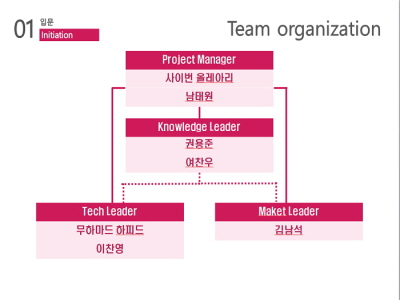 01 입문
Initiation
Team organization
Project Manager
사이번 올레아리
남태원
Knowledge Leader
권용준
여찬우
Tech Leader
무하마드 하찌드
이찬영
Maket Leader
김남석